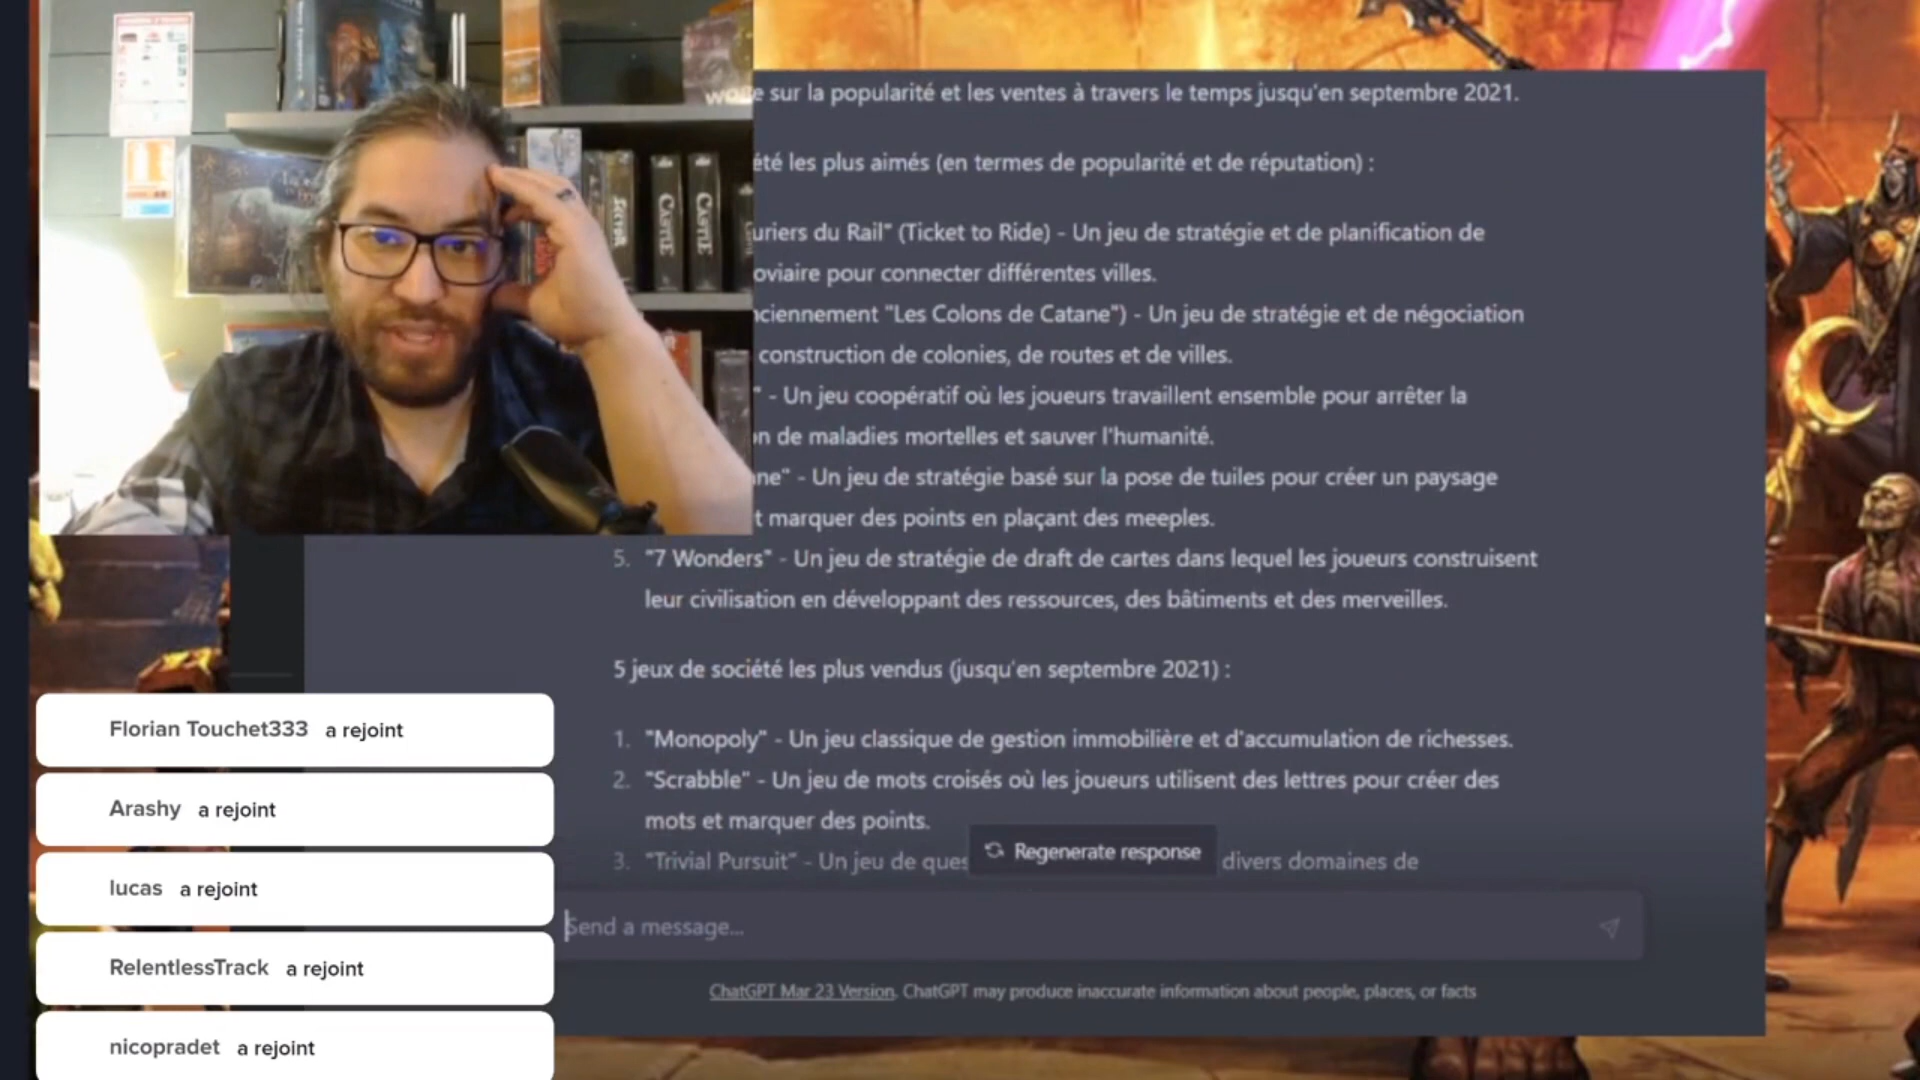 e sur la popularité et les ventes à travers le temps jusqu'en septembre 2021.
été les plus aimés (en termes de popularité et de réputation) :
uriers du Rail" (Ticket to Ride) - Un jeu de stratégie et de planification de
oviaire pour connecter différentes villes.
nciennement "Les Colons de Catane") - Un jeu de stratégie et de négociation
construction de colonies, de routes et de villes.
" - Un jeu coopératif où les joueurs travaillent ensemble pour arrêter la
on de maladies mortelles et sauver l'humanité.
ne" - Un jeu de stratégie basé sur la pose de tuiles pour créer un paysage
t marquer des points en plaçant des meeples.
5. "7 Wonders" - Un jeu de stratégie de draft de cartes dans lequel les joueurs construisent
leur civilisation en développant des ressources, des bâtiments et des merveilles.
5 jeux de société les plus vendus (jusqu'en septembre 2021) :
1. "Monopoly" - Un jeu classique de gestion immobilière et d'accumulation de richesses.
2. "Scrabble" - Un jeu de mots croisés où les joueurs utilisent des lettres pour créer des
mots et marquer des points.
3. "Trivial Pursuit" - Un jeu de ques divers domaines de
Regenerate response
Send a message...
ChatGPT Mar 23 Version. ChatGPT may produce inaccurate information about people, places, or facts
CASTLE
CASTLE
Florian Touchet333 a rejoint
Arashy a rejoint
lucas a rejoint
RelentlessTrack a rejoint
nicopradet a rejoint